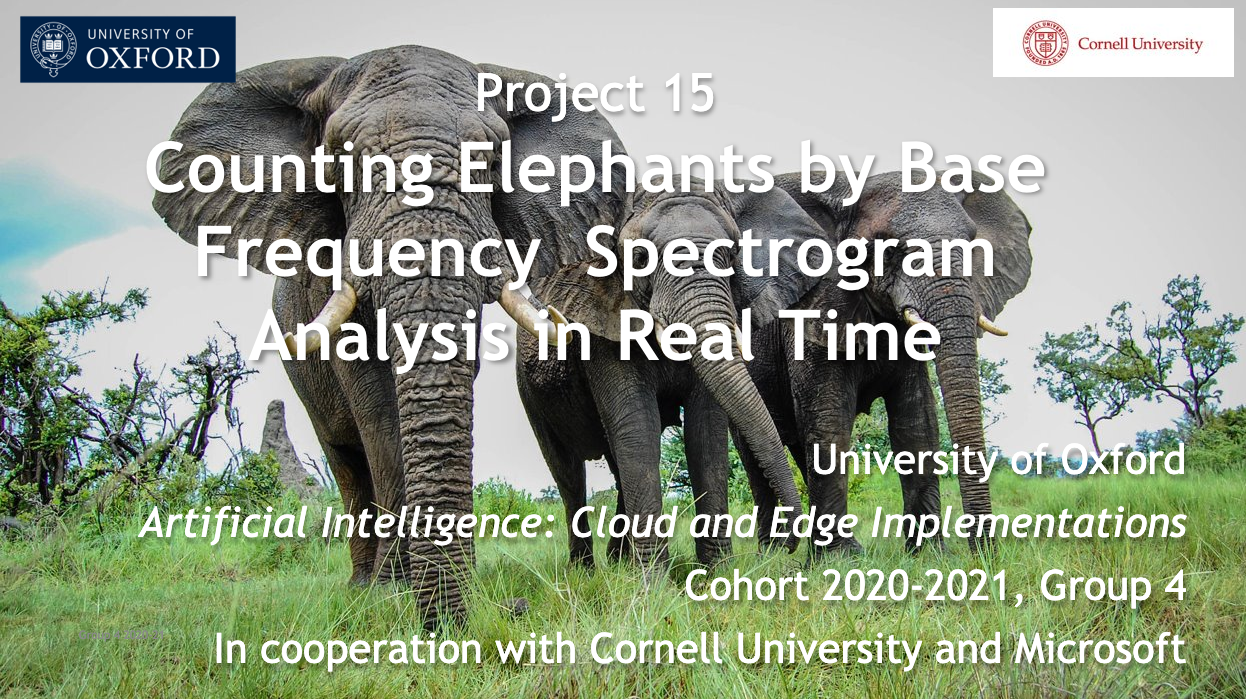 UNIVERSITY OF
OXFORD
Cornell University
Project 15
Counting Elephants by Base
Frequency Spectrogram
Analysis in Real Time
University of Oxford
Artificial Intelligence: Cloud and Edge Implementations
Cohort 2020-2021, Group 4
In cooperation with Cornell University and Microsoft